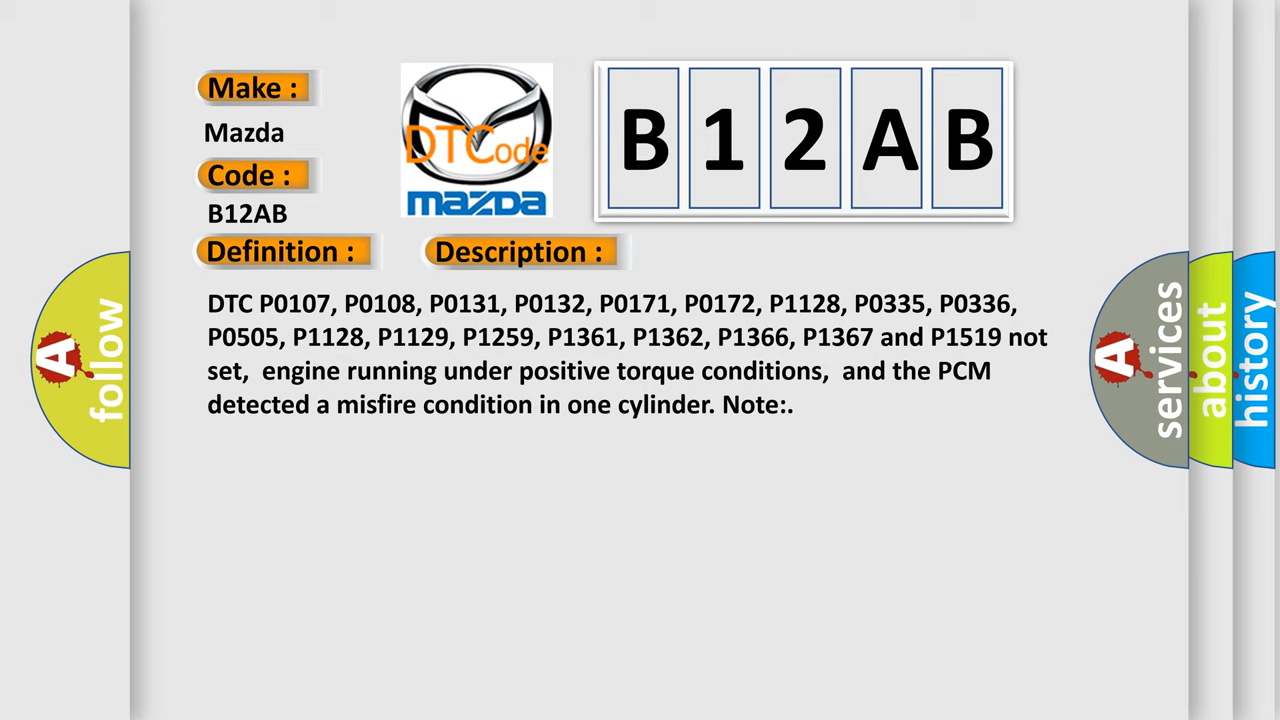 Make :
Mazda
Code :
B12AB
DTCode
mazda
B12AB
Definition :
Description :
DTC P0107, P0108, P0131, P0132, P0171, P0172, P1128, P0335, P0336,
P0505, P1128, P1129, P1259, P1361, P1362, P1366, P1367 and P1519 not
set,  engine running under positive torque conditions,  and the PCM
detected a misfire condition in one cylinder. Note:.
A follow
A services
about
history